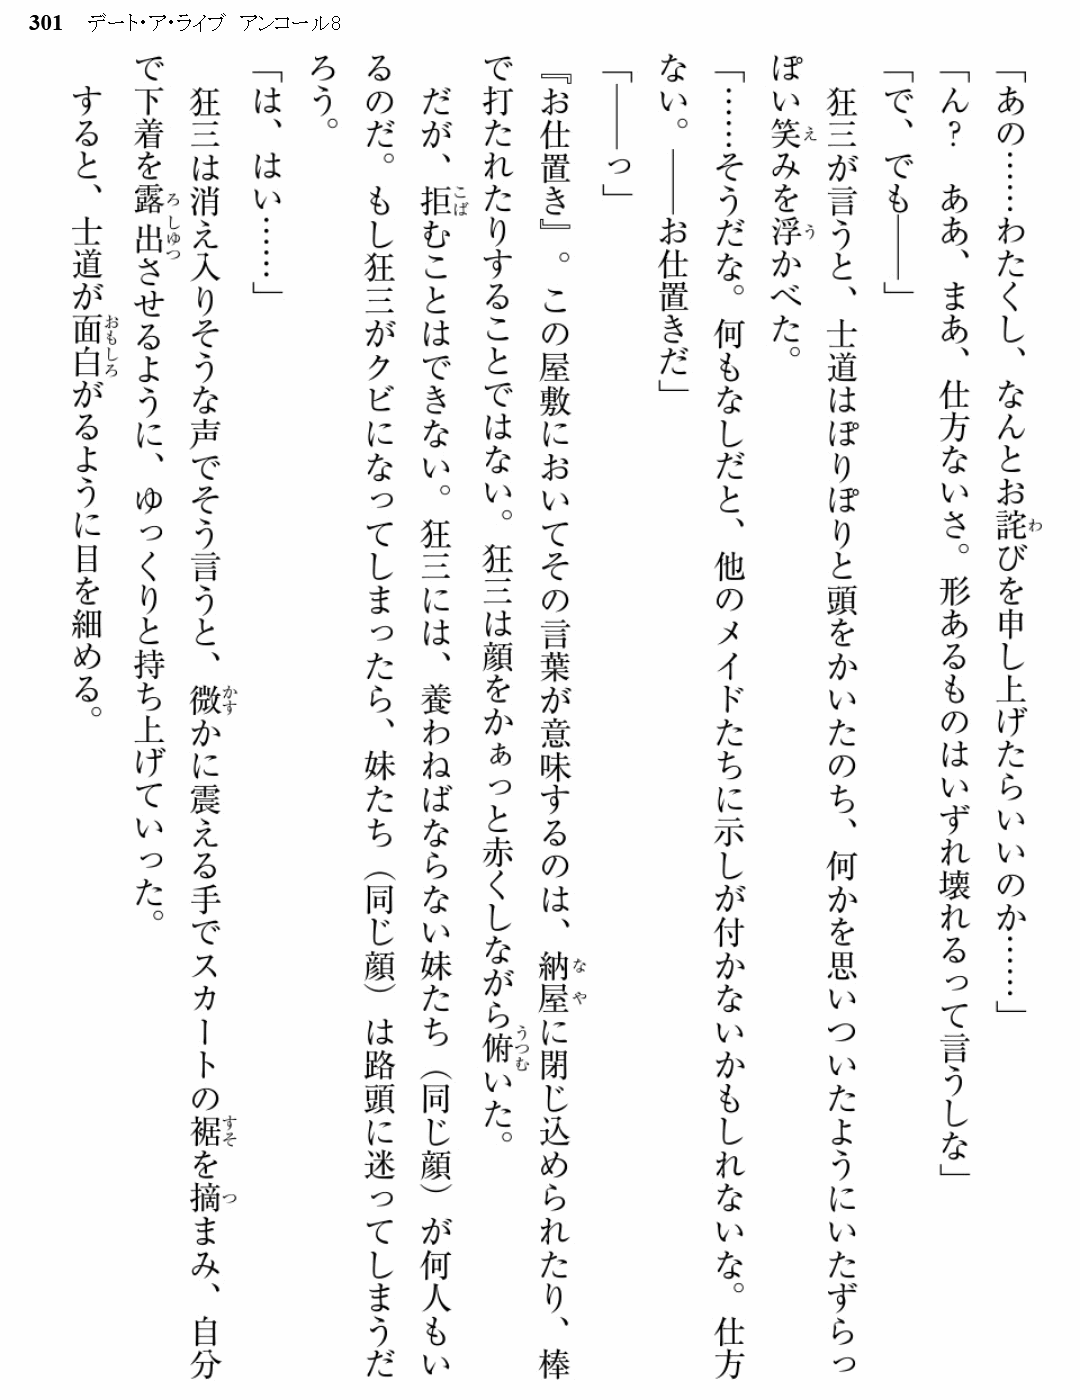 301 デート・ア・ライブ アンコール8
「あの……わたくし、なんとお詫びを申し上げたらいいのか……」
「ん？ ああ、まあ、仕方ないさ。形あるものはいずれ壊れるって言うしな」
「で、でも――」
狂三が言うと、士道はぽりぽりと頭をかいたのち、何かを思いついたようにいたずらっ
ぽい笑みを浮かべた。
「……そうだな。何もなしだと、他のメイドたちに示しが付かないかもしれないな。仕方
ない。――お仕置きだ」
「――っ」
『お仕置き』。この屋敷においてその言葉が意味するのは、納屋に閉じ込められたり、棒
で打たれたりすることではない。狂三は顔をかぁっと赤くしながら俯いた。
だが、拒むことはできない。狂三には、養わねばならない妹たち（同じ顔）が何人もい
るのだ。もし狂三がクビになってしまったら、妹たち（同じ顔）は路頭に迷ってしまうだ
ろう。
「は、はい……」
狂三は消え入りそうな声でそう言うと、微かに震える手でスカートの裾を摘まみ、自分
で下着を露出させるように、ゆっくりと持ち上げていった。
すると、士道が面白がるように目を細める。